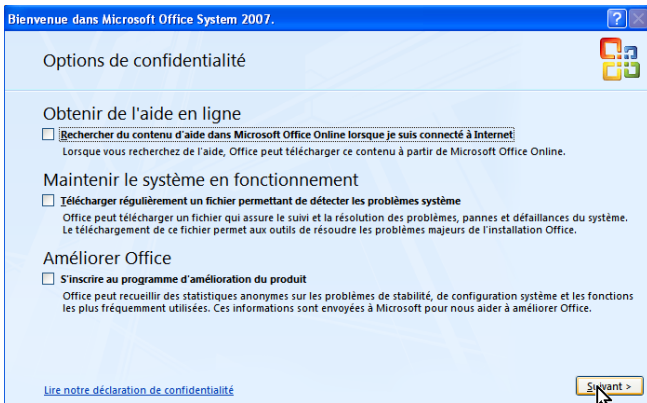 Bienvenue dans Microsoft Office System 2007.
Options de confidentialité
Obtenir de l'aide en ligne
Rechercher du contenu d'aide dans Microsoft Office Online lorsque je suis connecté à Internet
Lorsque vous recherchez de l'aide, Office peut télécharger ce contenu à partir de Microsoft Office Online.
Maintenir le système en fonctionnement
Télécharger régulièrement un fichier permettant de détecter les problèmes système
Office peut télécharger un fichier qui assure le suivi et la résolution des problèmes, pannes et défaillances du système.
Le téléchargement de ce fichier permet aux outils de résoudre les problèmes majeurs de l'installation Office.
Améliorer Office
S'inscrire au programme d'amélioration du produit
Office peut recueillir des statistiques anonymes sur les problèmes de stabilité, de configuration système et les fonctions
les plus fréquemment utilisées. Ces informations sont envoyées à Microsoft pour nous aider à améliorer Office.
Lire notre déclaration de confidentialité
Suivant >